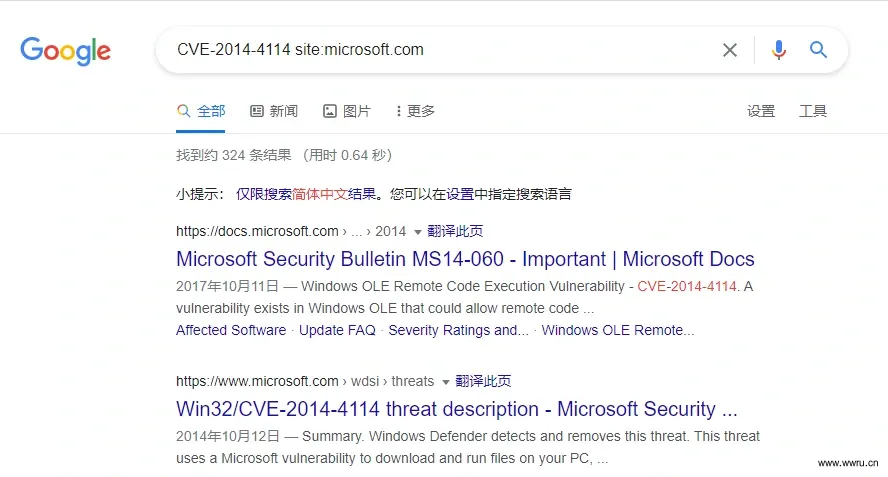 Google
CVE-2014-4114 site:microsoft.com
全部 新闻 图片 更多 设置 工具
找到约 324 条结果 （用时 0.64 秒）
小提示： 仅限搜索简体中文结果。您可以在设置中指定搜索语言
https://docs.microsoft.com › ... › 2014 翻译此页
Microsoft Security Bulletin MS14-060 - Important | Microsoft Docs
2017年10月11日 — Windows OLE Remote Code Execution Vulnerability - CVE-2014-4114. A
vulnerability exists in Windows OLE that could allow remote code ...
Affected Software · Update FAQ · Severity Ratings and... · Windows OLE Remote...
https://www.microsoft.com › wdsi › threats 翻译此页
Win32/CVE-2014-4114 threat description - Microsoft Security ...
2014年10月12日 — Summary. Windows Defender detects and removes this threat. This threat
uses a Microsoft vulnerability to download and run files on your PC, ...
www.wwru.cn